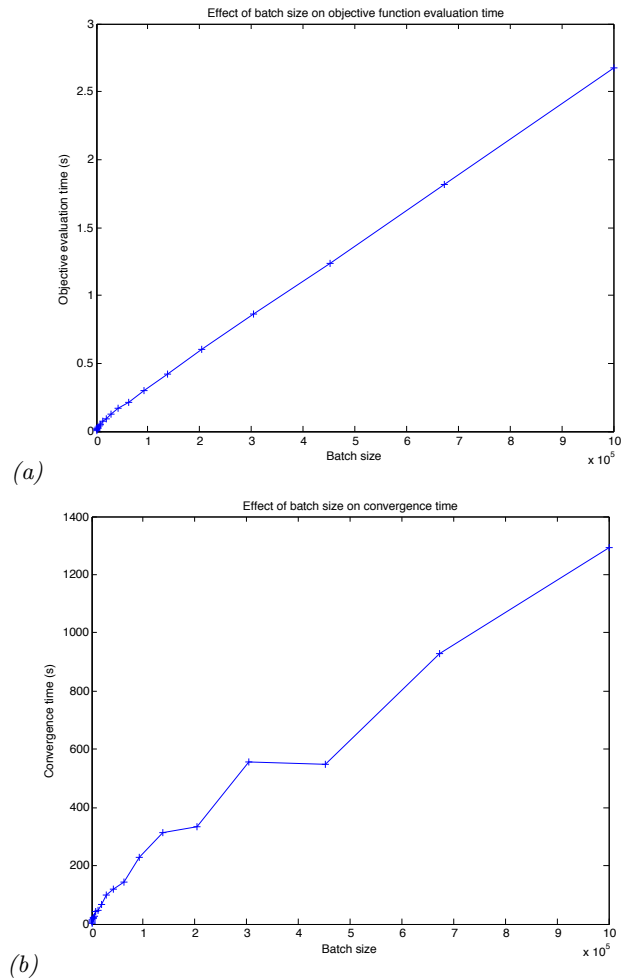 Effect of batch size on objective function evaluation time
3
2.5
2
1.5
1
0.5
0
Objective evaluation time (s)
0 1 2 3 4 5 6 7 8 9 10
Batch size
x 10^5
(a)
Effect of batch size on convergence time
1400
1200
1000
800
600
400
200
0
Convergence time (s)
0 1 2 3 4 5 6 7 8 9 10
Batch size
x 10^5
(b)